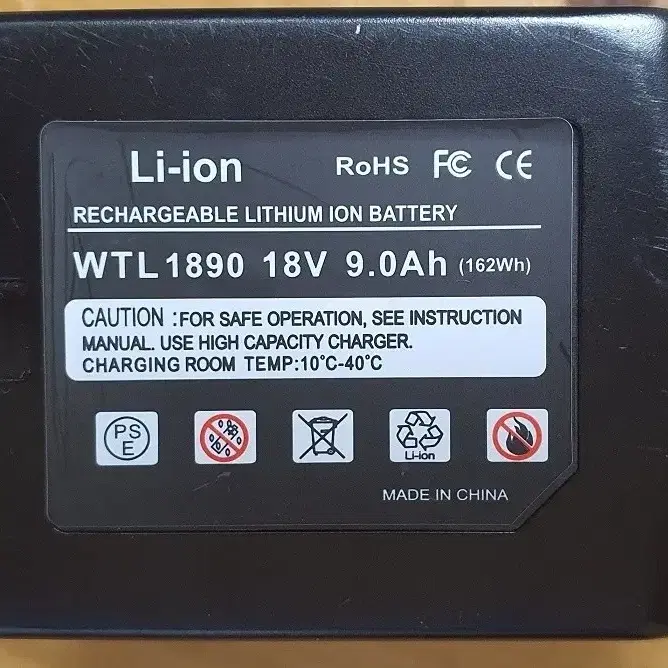 Li-ion RoHS FC CE
RECHARGEABLE LITHIUM ION BATTERY
WTL1890 18V 9.0Ah (162Wh)
CAUTION :FOR SAFE OPERATION, SEE INSTRUCTION
MANUAL. USE HIGH CAPACITY CHARGER.
CHARGING ROOM TEMP:10°C-40°C
PS
E
Li-ion
MADE IN CHINA